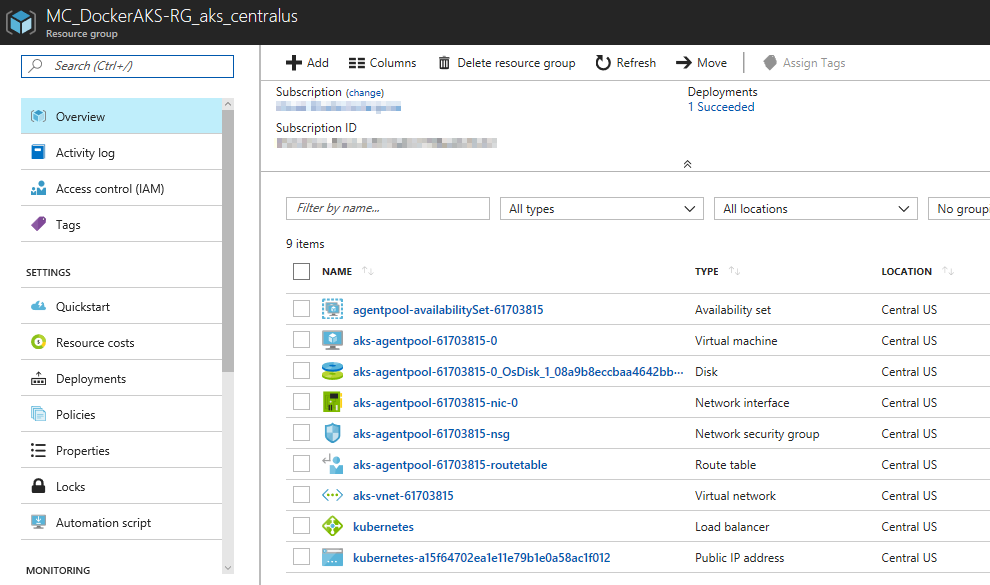 MC_DockerAKS-RG_aks_centralus
Resource group
Search (Ctrl+/)
Overview
Activity log
Access control (IAM)
Tags
SETTINGS
Quickstart
Resource costs
Deployments
Policies
Properties
Locks
Automation script
MONITORING
Add Columns Delete resource group Refresh Move Assign Tags
Subscription (change) Deployments
1 Succeeded
Subscription ID
Filter by name... All types All locations No group
9 items
NAME TYPE LOCATION
agentpool-availabilitySet-61703815 Availability set Central US
aks-agentpool-61703815-0 Virtual machine Central US
aks-agentpool-61703815-0_OsDisk_1_08a9b8eccbaa4642bb··· Disk Central US
aks-agentpool-61703815-nic-0 Network interface Central US
aks-agentpool-61703815-nsg Network security group Central US
aks-agentpool-61703815-routetable Route table Central US
aks-vnet-61703815 Virtual network Central US
kubernetes Load balancer Central US
kubernetes-a15f64702ea1e11e79b1e0a58ac1f012 Public IP address Central US